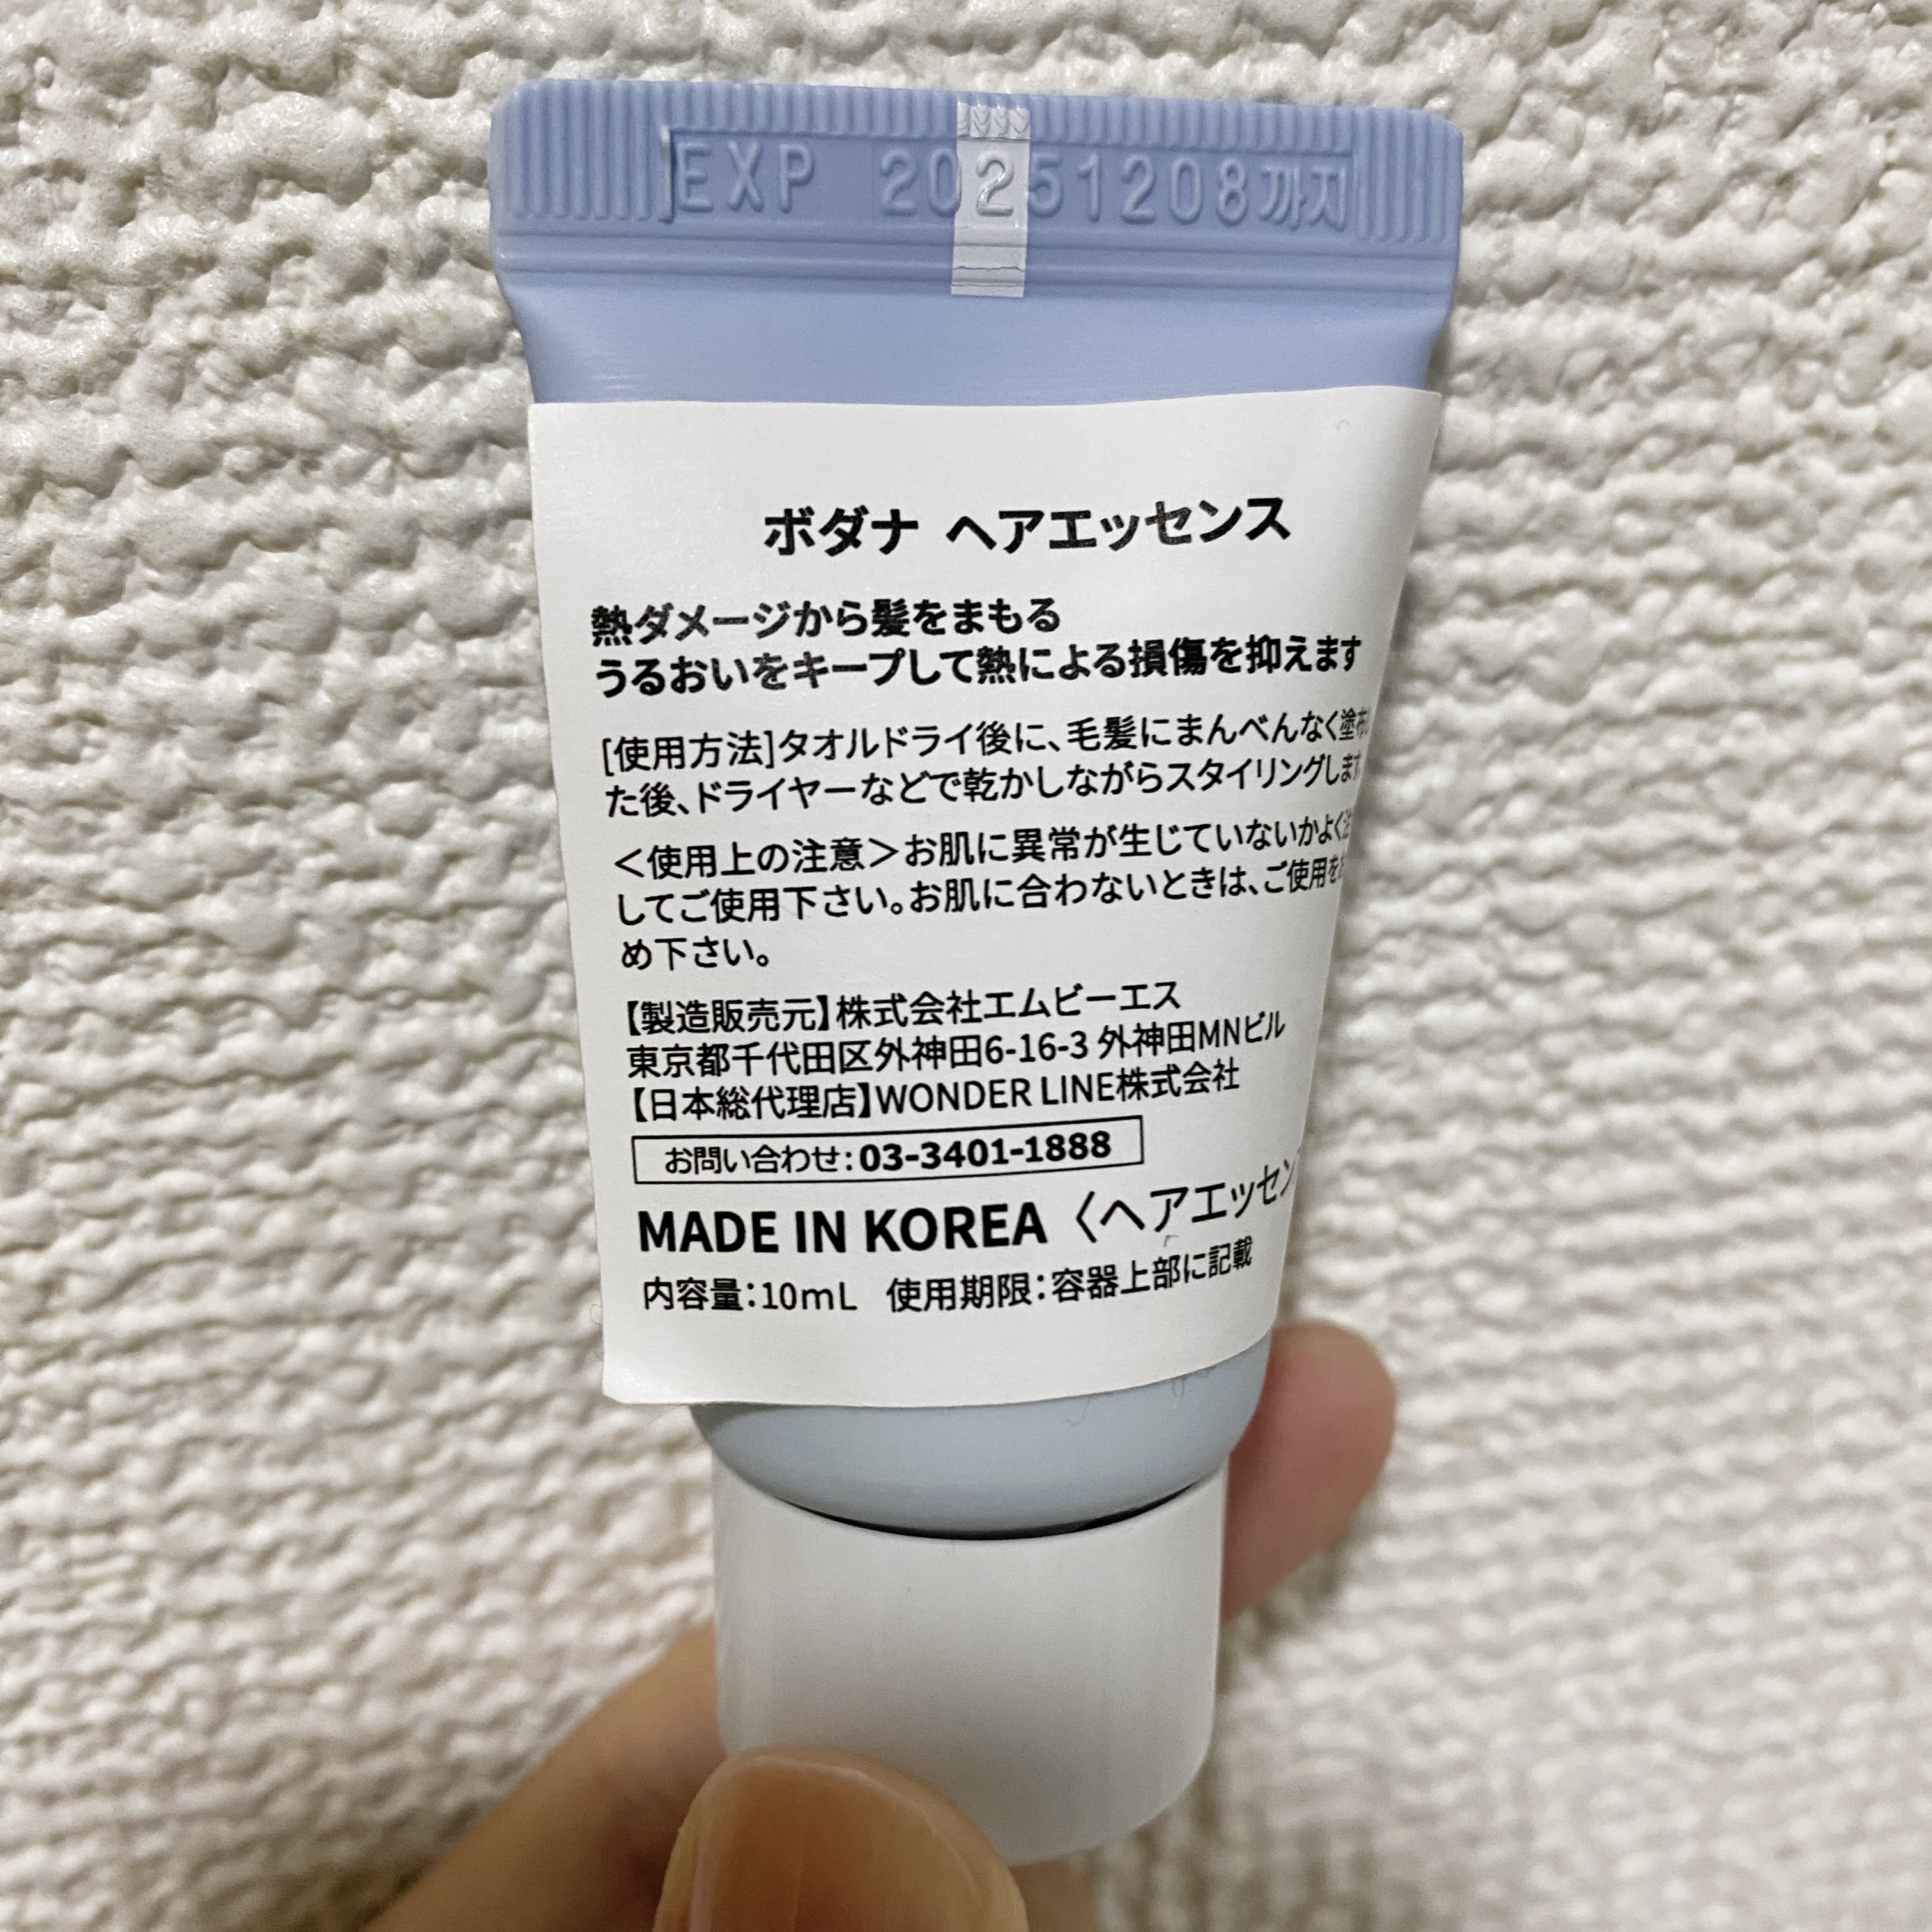 EXP 20251208까지
ボダナ ヘアエッセンス
熱ダメージから髪をまもる
うるおいをキープして熱による損傷を抑えます
[使用方法]タオルドライ後に、毛髪にまんべんなく塗布し
た後、ドライヤーなどで乾かしながらスタイリングします
<使用上の注意>お肌に異常が生じていないかよく注
してご使用下さい。お肌に合わないときは、ご使用を
め下さい。
【製造販売元】株式会社エムビーエス
東京都千代田区外神田6-16-3 外神田MNビル
【日本総代理店】WONDER LINE株式会社
お問い合わせ:03-3401-1888
MADE IN KOREA 〈ヘアエッセン
内容量:10mL 使用期限:容器上部に記載